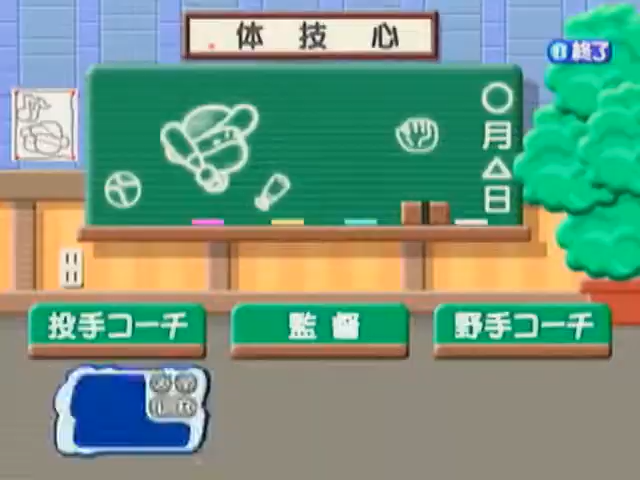 体 技 心
終了
○月△日
投手コーチ
監督
野手コーチ